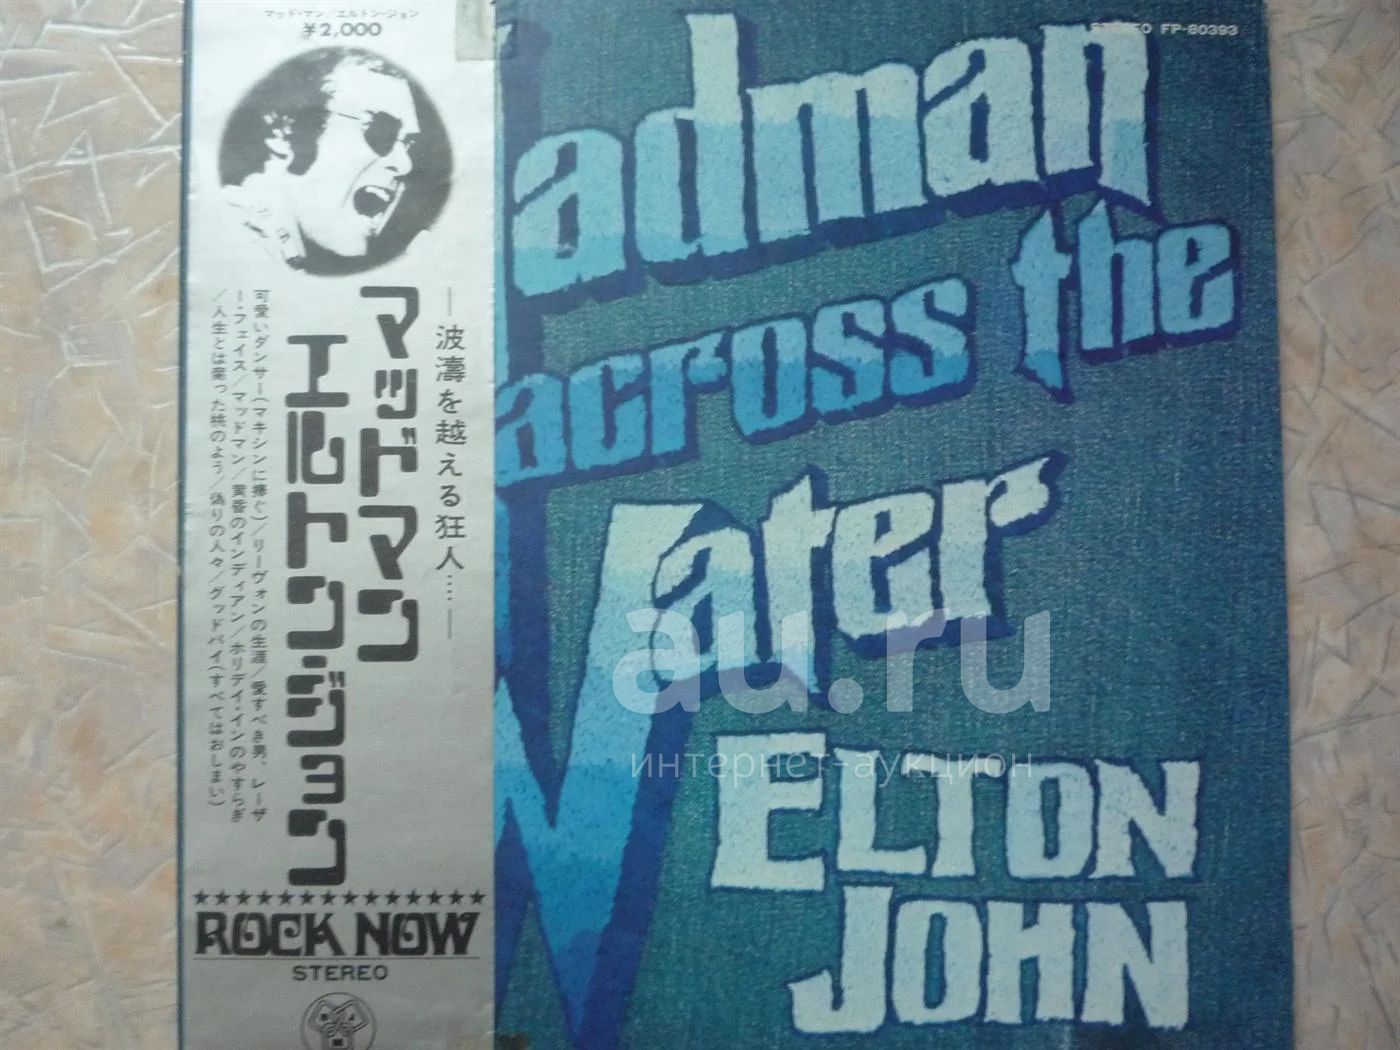 マッド・マン／エルトン・ジョン
¥2,000
―波濤を越える狂人‥‥―
マッドマン
エルトン・ジョン
可愛いダンサー(マキシンに捧ぐ)／リーヴォンの生涯／愛すべき男、レーザ
ー・フェイス／マッドマン／黄昏のインディアン／ホリデイ・インのやすらぎ
／人生とは腐った桃のよう／偽りの人々／グッドバイ(すべてはおしまい)
★★★★★★★★★★★★★★
ROCK NOW
STEREO
STEREO FP-80393
Madman
across the
Water
ELTON
JOHN
au.ru
интернет-аукцион